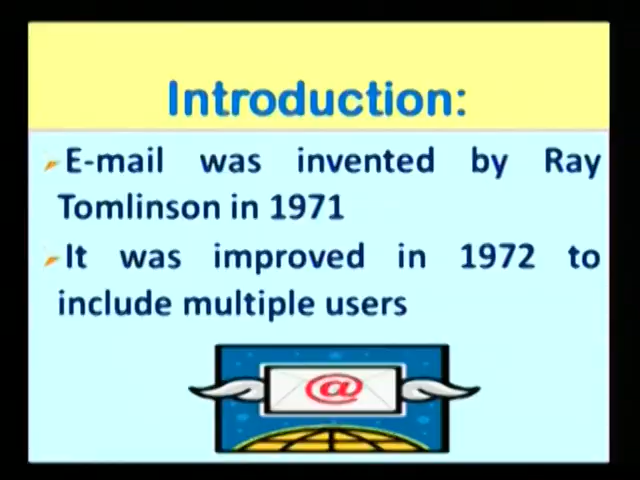 Introduction:
E-mail was invented by Ray
Tomlinson in 1971
It was improved in 1972 to
include multiple users
@